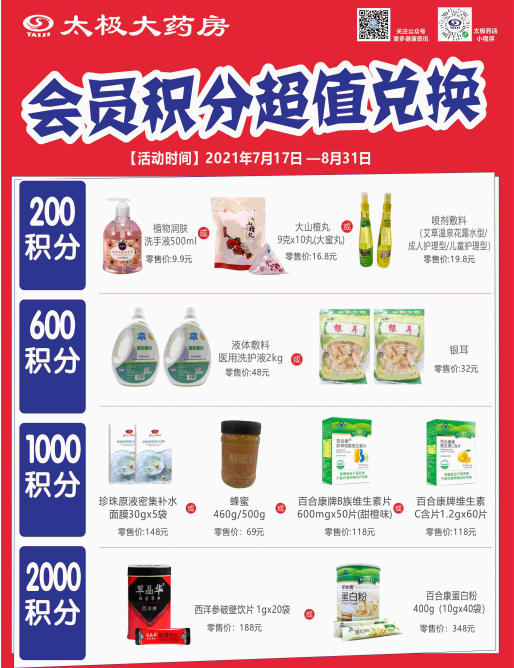 TAIJI
太极大药房
关注公众号
更多健康资讯
太极药店
小程序
会员积分超值兑换
【活动时间】2021年7月17日 —8月31日
200
积分
植物润肤
洗手液500ml
零售价:9.9元
或
大山楂丸
9克x10丸(大蜜丸)
零售价:16.8元
或
喷剂敷料
(艾草温泉花露水型/
成人护理型/儿童护理型)
零售价:19.8元
600
积分
液体敷料
医用洗护液2kg
零售价:48元
或
银耳
银耳
银耳
零售价:32元
1000
积分
珍珠原液密集补水
面膜30gx5袋
零售价:148元
或
蜂蜜
460g/500g
零售价: 69元
或
百合康牌B族维生素片
600mgx50片(甜橙味)
零售价:118元
或
百合康牌维生素
C含片1.2gx60片
零售价:118元
2000
积分
草晶华
西洋参
西洋参破壁饮片 1gx20袋
零售价: 188元
或
百合康
蛋白粉
百合康蛋白粉
400g (10gx40袋)
零售价: 348元